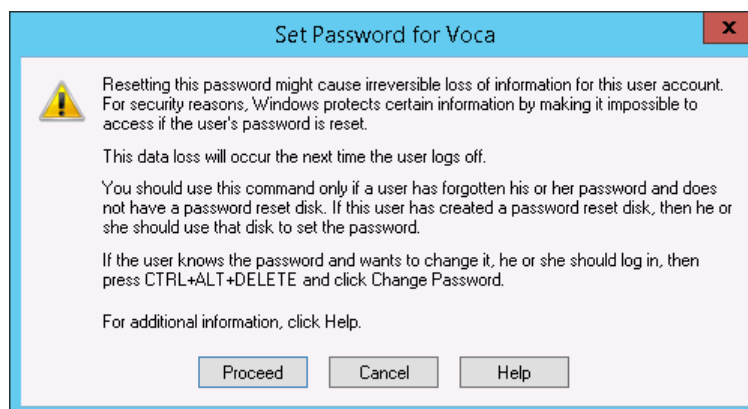 Set Password for Voca
x
Resetting this password might cause irreversible loss of information for this user account.
For security reasons, Windows protects certain information by making it impossible to
access if the user's password is reset.
This data loss will occur the next time the user logs off.
You should use this command only if a user has forgotten his or her password and does
not have a password reset disk. If this user has created a password reset disk, then he or
she should use that disk to set the password.
If the user knows the password and wants to change it, he or she should log in, then
press CTRL+ALT+DELETE and click Change Password.
For additional information, click Help.
Proceed Cancel Help